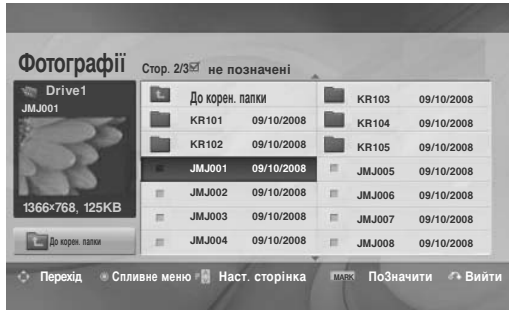 Фотографії
Стор. 2/3 не позначені
Drive1
JMJ001
1366×768, 125KB
До корен. папки
До корен. папки
KR101 09/10/2008
KR102 09/10/2008
JMJ001 09/10/2008
JMJ002 09/10/2008
JMJ003 09/10/2008
JMJ004 09/10/2008
KR103 09/10/2008
KR104 09/10/2008
KR105 09/10/2008
JMJ005 09/10/2008
JMJ006 09/10/2008
JMJ007 09/10/2008
JMJ008 09/10/2008
Перехід Спливне меню Наст. сторінка MARK ПоЗначити Вийти